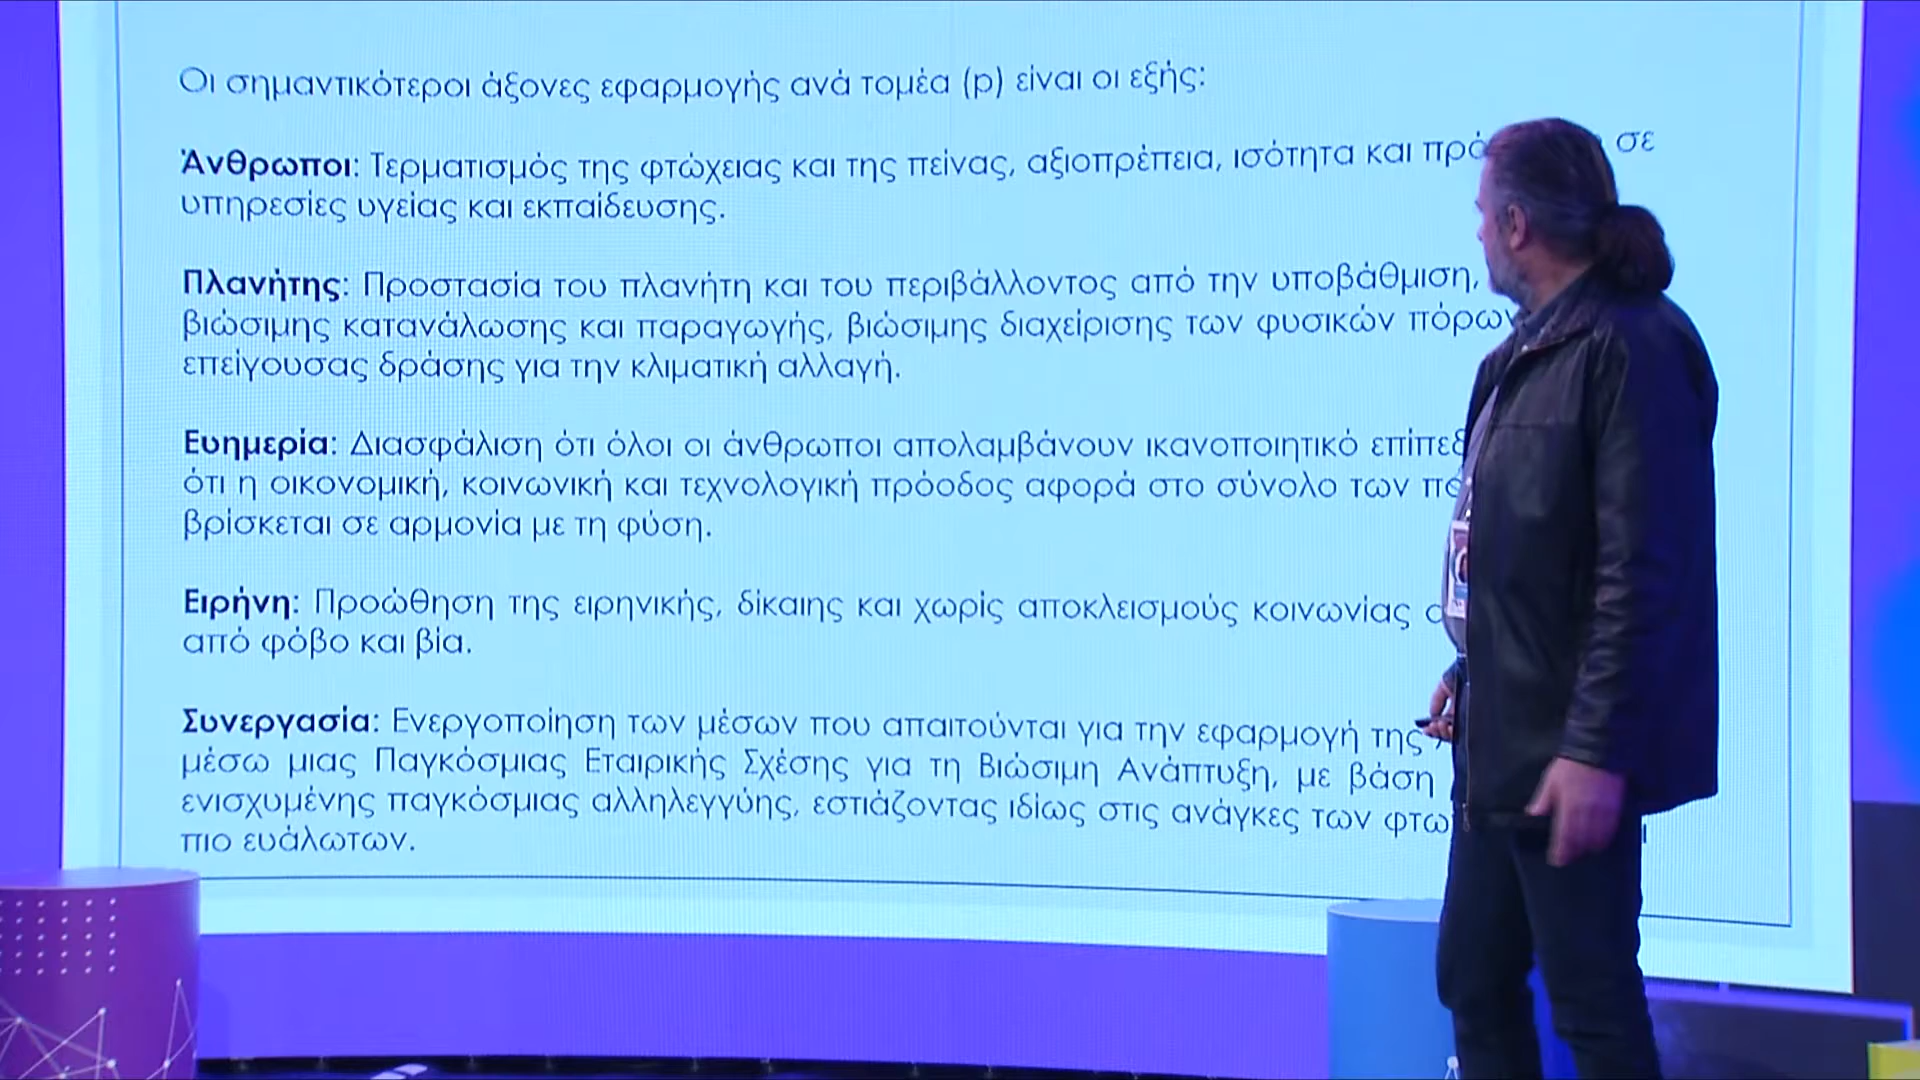 Οι σημαντικότεροι άξονες εφαρμογής ανά τομέα (p) είναι οι εξής:
Άνθρωποι: Τερματισμός της φτώχειας και της πείνας, αξιοπρέπεια, ισότητα και σε
υπηρεσίες υγείας και εκπαίδευσης.
Πλανήτης: Προστασία του πλανήτη και του περιβάλλοντος από την υποβάθμιση,
βιώσιμης κατανάλωσης και παραγωγής, βιώσιμης διαχείρισης των φυσικών πόρων
επείγουσας δράσης για την κλιματική αλλαγή.
Ευημερία: Διασφάλιση ότι όλοι οι άνθρωποι απολαμβάνουν ικανοποιητικό
ότι η οικονομική, κοινωνική και τεχνολογική πρόοδος αφορά στο σύνολο των
βρίσκεται σε αρμονία με τη φύση.
Ειρήνη: Προώθηση της ειρηνικής, δίκαιης και χωρίς αποκλεισμούς κοινωνίας
από φόβο και βία.
Συνεργασία: Ενεργοποίηση των μέσων που απαιτούνται για την εφαρμογή της
μέσω μιας Παγκόσμιας Εταιρικής Σχέσης για τη Βιώσιμη Ανάπτυξη, με βάση
ενισχυμένης παγκόσμιας αλληλεγγύης, εστιάζοντας ιδίως στις ανάγκες των
πιο ευάλωτων.